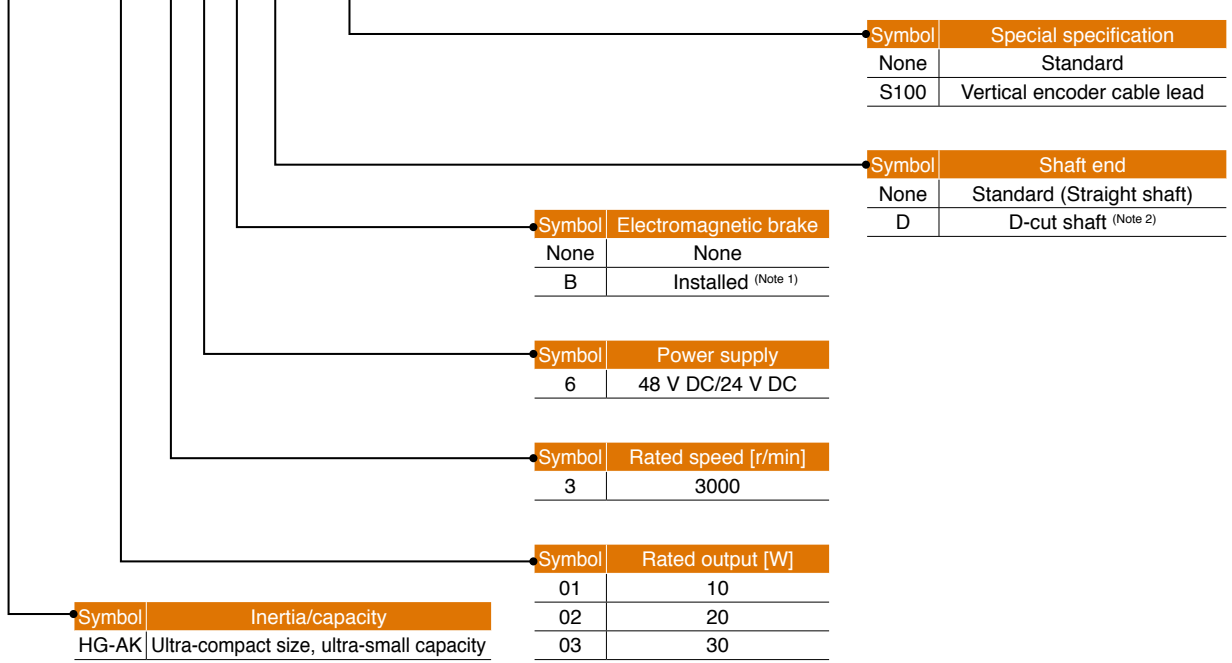 Symbol Special specification
None Standard
S100 Vertical encoder cable lead
Symbol Shaft end
None Standard (Straight shaft)
D D-cut shaft (Note 2)
Symbol Electromagnetic brake
None None
B Installed (Note 1)
Symbol Power supply
6 48 V DC/24 V DC
Symbol Rated speed [r/min]
3 3000
Symbol Rated output [W]
01 10
02 20
03 30
Symbol Inertia/capacity
HG-AK Ultra-compact size, ultra-small capacity